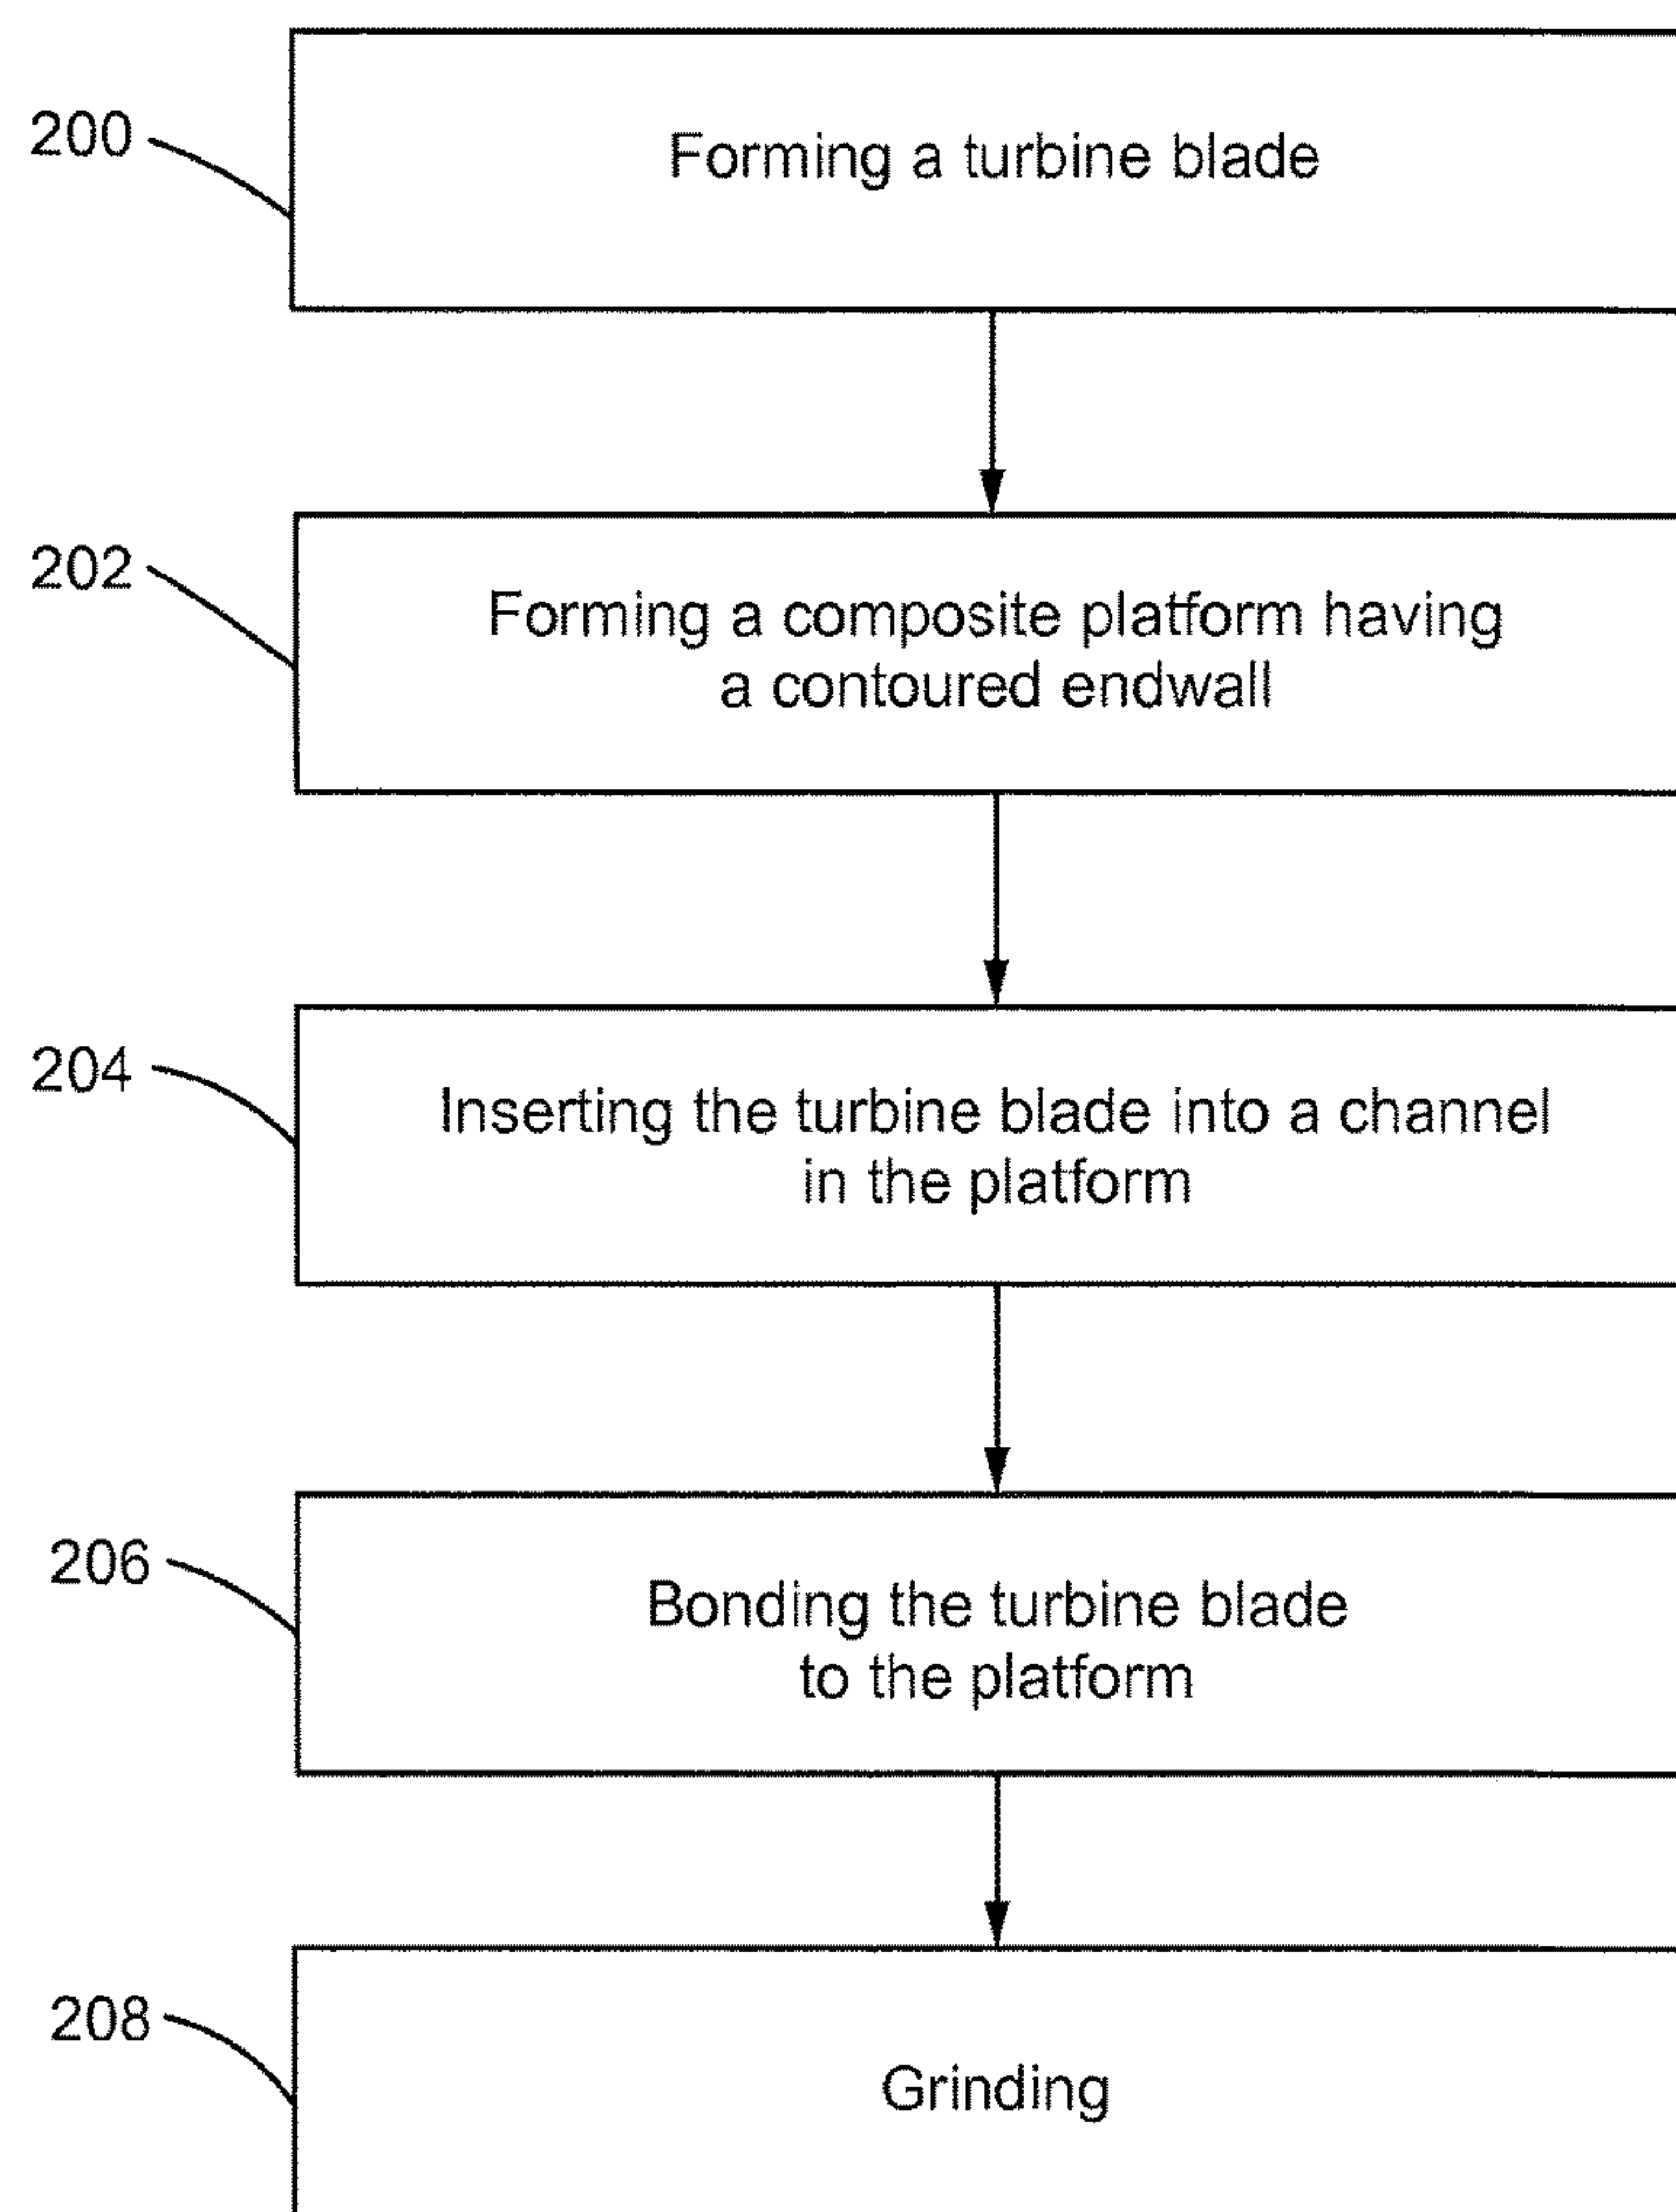 200
Forming a turbine blade
202
Forming a composite platform having
a contoured endwall
204
Inserting the turbine blade into a channel
in the platform
206
Bonding the turbine blade
to the platform
208
Grinding